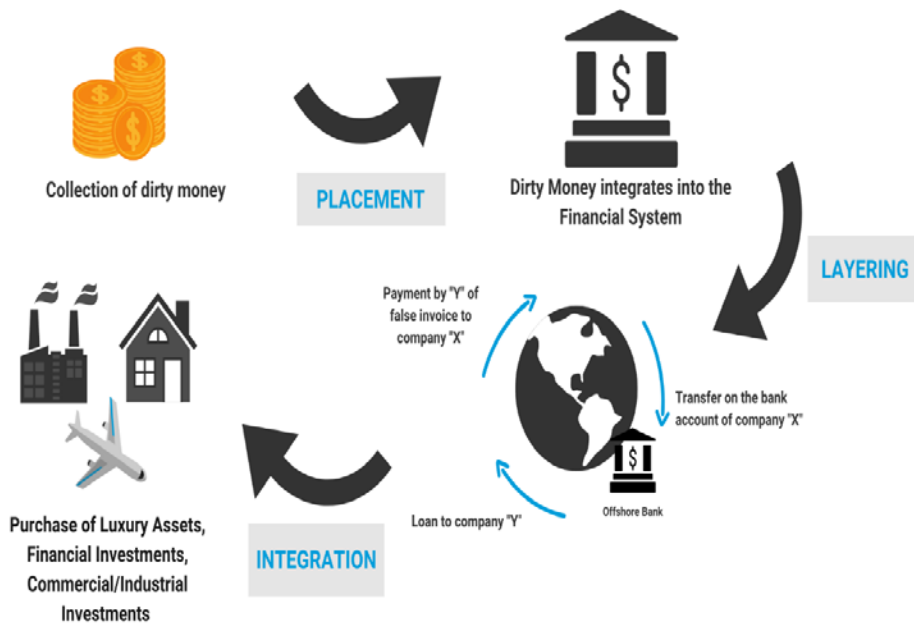 Collection of dirty money
PLACEMENT
$
Dirty Money integrates into the
Financial System
LAYERING
Payment by "Y" of
false invoice to
company "X"
Transfer on the bank
account of company "X"
$
Offshore Bank
Loan to company "Y"
INTEGRATION
Purchase of Luxury Assets,
Financial Investments,
Commercial/Industrial
Investments
$
$
$